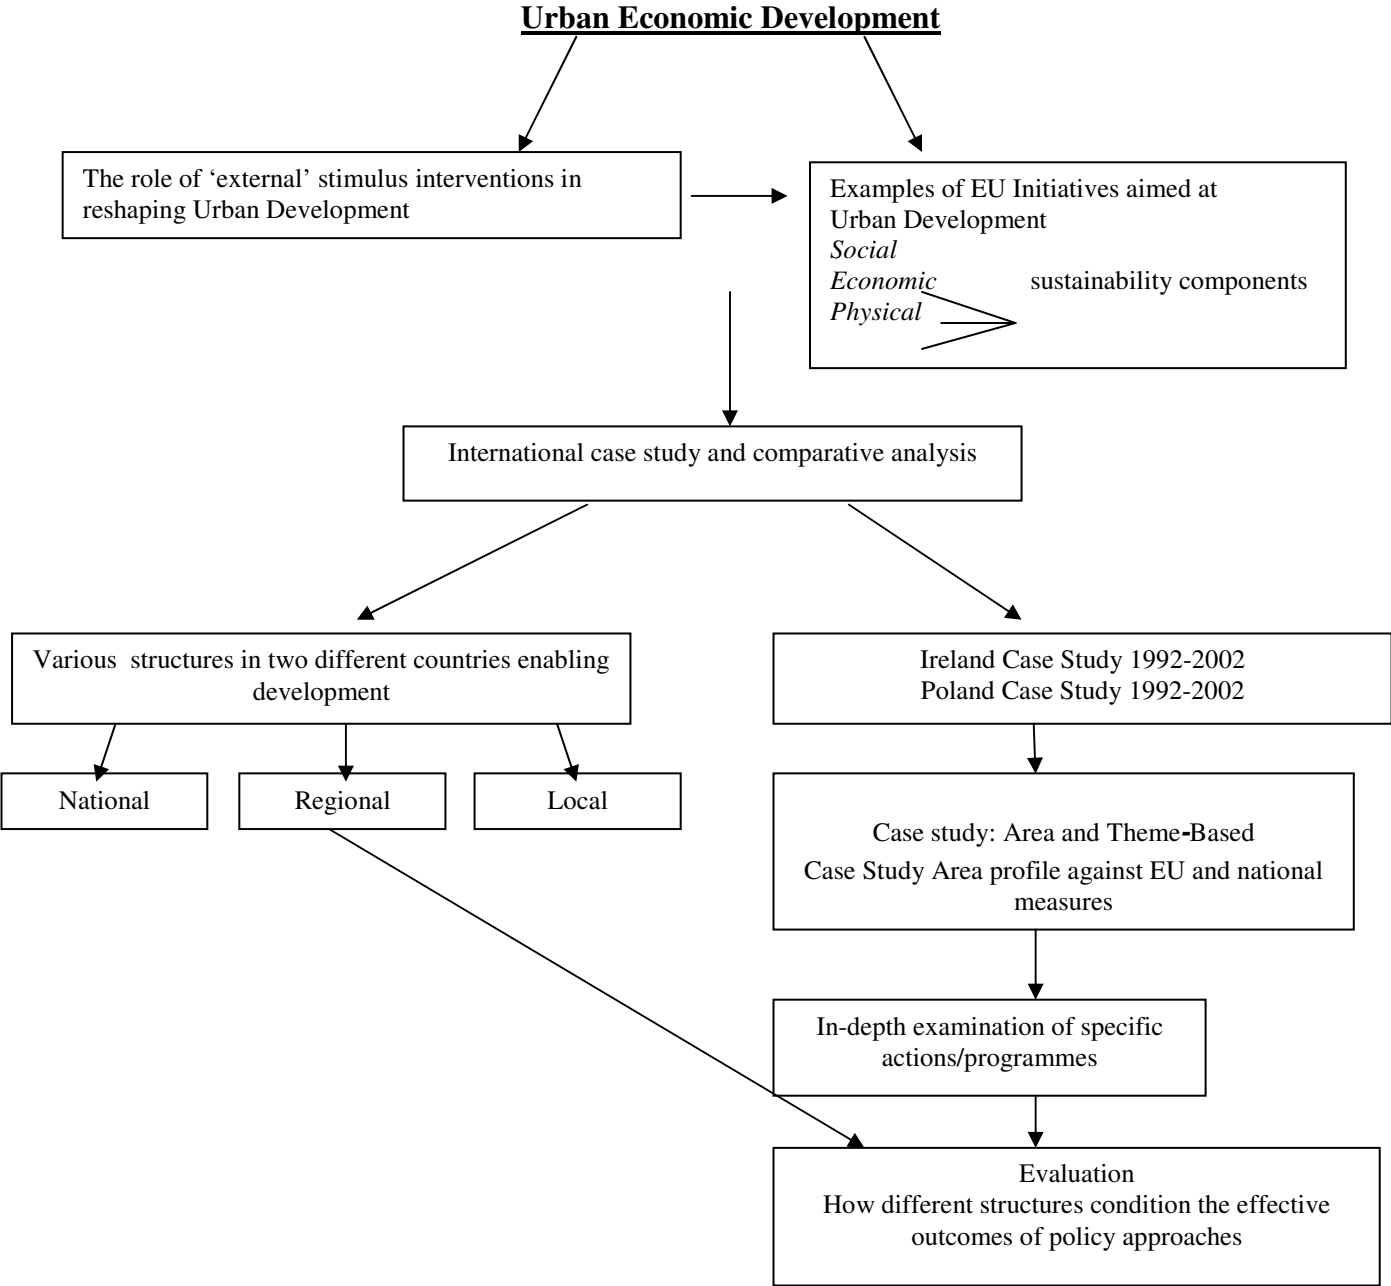 Urban Economic Development
The role of ‘external’ stimulus interventions in
reshaping Urban Development
Examples of EU Initiatives aimed at
Urban Development
Social
Economic sustainability components
Physical
International case study and comparative analysis
Various structures in two different countries enabling
development
Ireland Case Study 1992-2002
Poland Case Study 1992-2002
National
Regional
Local
Case study: Area and Theme-Based
Case Study Area profile against EU and national
measures
In-depth examination of specific
actions/programmes
Evaluation
How different structures condition the effective
outcomes of policy approaches